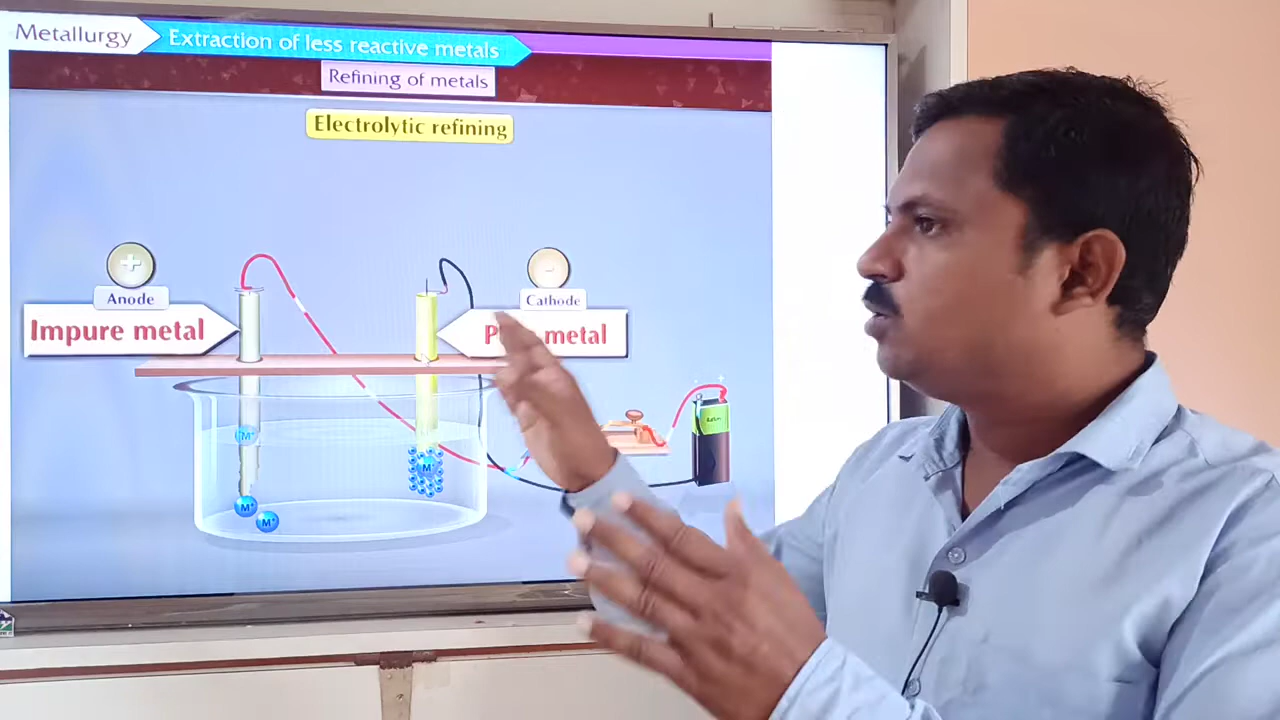 Metallurgy
Extraction of less reactive metals
Refining of metals
Electrolytic refining
+
Anode
Impure metal
-
Cathode
metal
M⁺
M⁺
M⁺
M⁺
+